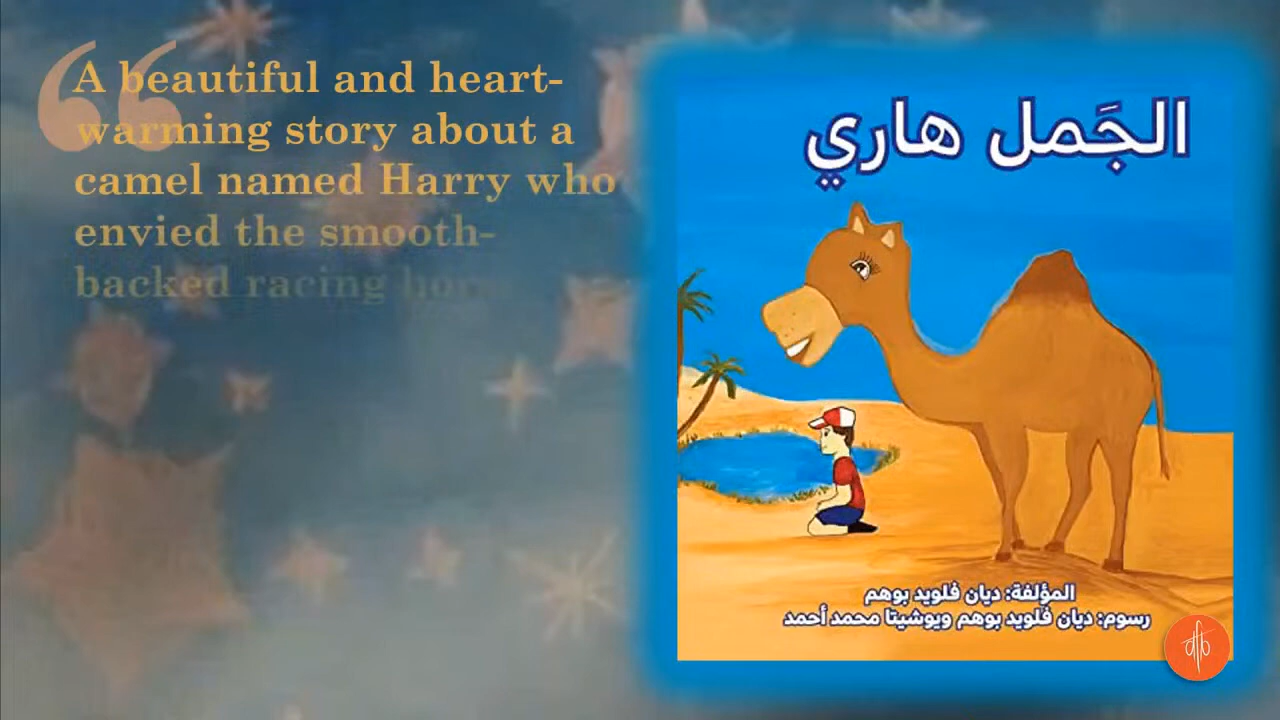 A beautiful and heart-
warming story about a
camel named Harry who
envied the smooth-
backed racing
الجَمل هاري
المؤلفة: ديان فلويد بوهم
رسوم: ديان فلويد بوهم ويوشيتا محمد أحمد